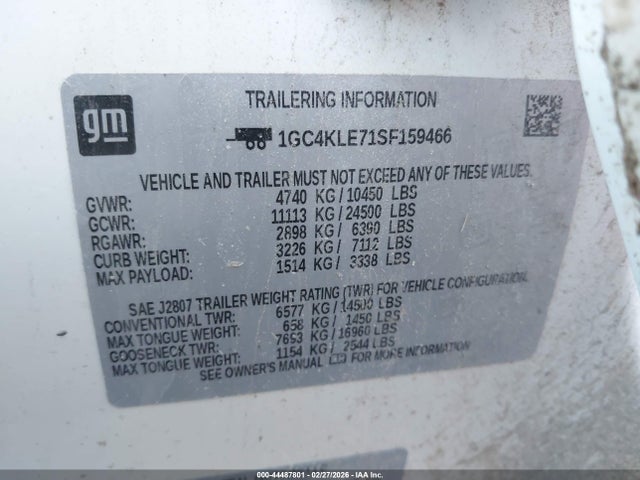 gm
TRAILERING INFORMATION
1GC4KLE71SF159466
VEHICLE AND TRAILER MUST NOT EXCEED ANY OF THESE VALUES.
GVWR: 4740 KG / 10450 LBS
GCWR: 11113 KG / 24500 LBS
RGAWR: 2898 KG / 6390 LBS
CURB WEIGHT: 3226 KG / 7112 LBS
MAX PAYLOAD: 1514 KG / 3338 LBS
SAE J2807 TRAILER WEIGHT RATING (TWR) FOR VEHICLE CONFIGURATION.
CONVENTIONAL TWR: 6577 KG / 14500 LBS
MAX TONGUE WEIGHT: 658 KG / 1450 LBS
GOOSENECK TWR: 7693 KG / 16960 LBS
MAX TONGUE WEIGHT: 1154 KG / 2544 LBS
SEE OWNER'S MANUAL FOR MORE INFORMATION
000-44487801 - 02/27/2026 - IAA Inc.